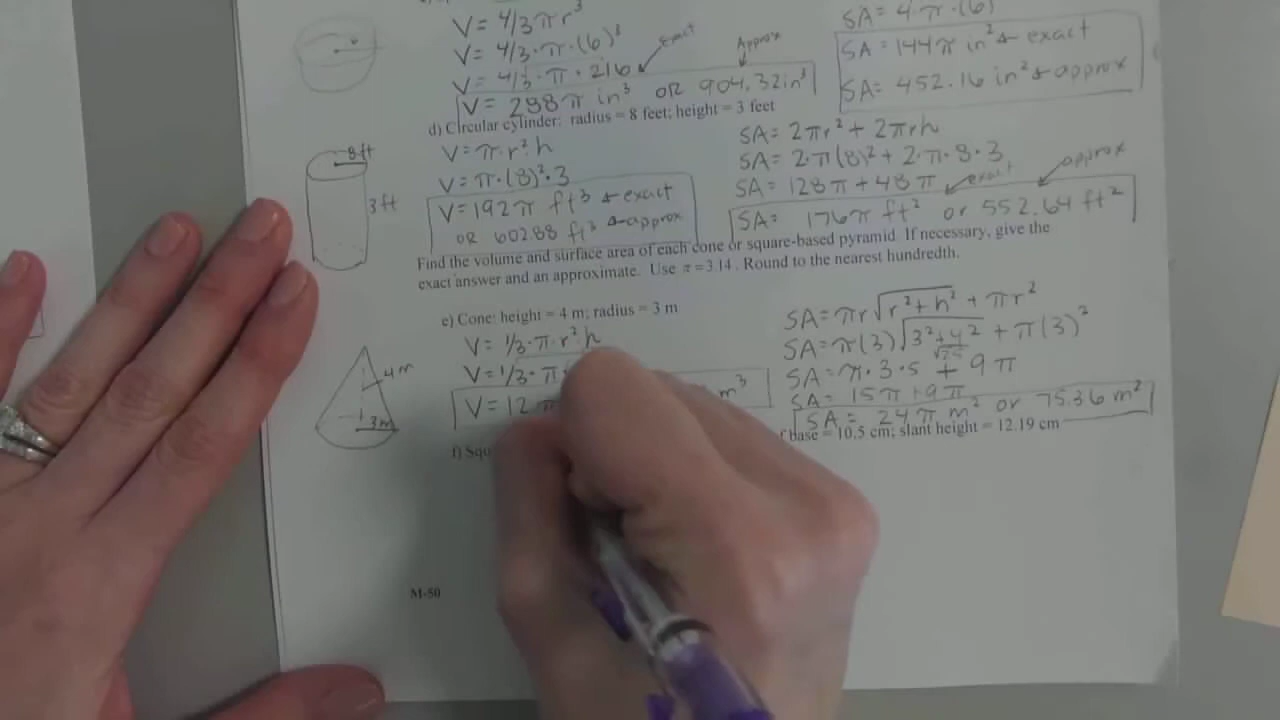 V = 4/3 π r³
V = 4/3 · π · (6)³
V = 4/3 · π · 216
exact
Approx
V = 288 π in³ OR 904.32 in³
SA = 4 · π · (6)
SA = 144 π in² ← exact
SA = 452.16 in² ← approx
d) Circular cylinder: radius = 8 feet; height = 3 feet
8 ft
3 ft
V = π · r² · h
V = π · (8)² · 3
V = 192 π ft³ ← exact
OR 602.88 ft³ ← approx
SA = 2πr² + 2πrh
SA = 2·π(8)² + 2·π·8·3
SA = 128π + 48π
exact
approx
SA = 176π ft² or 552.64 ft²
Find the volume and surface area of each cone or square-based pyramid. If necessary, give the
exact answer and an approximate. Use π = 3.14. Round to the nearest hundredth.
e) Cone: height = 4 m; radius = 3 m
4 m
3 m
V = 1/3 · π · r² h
V = 1/3 · π
V = 12 π
m³
SA = πr√r² + h² + πr²
SA = π(3)√3² + 4² + π(3)²
√25
SA = π · 3 · 5 + 9π
SA = 15π + 9π
SA = 24π m² or 75.36 m²
f) Squ
base = 10.5 cm; slant height = 12.19 cm
M-50